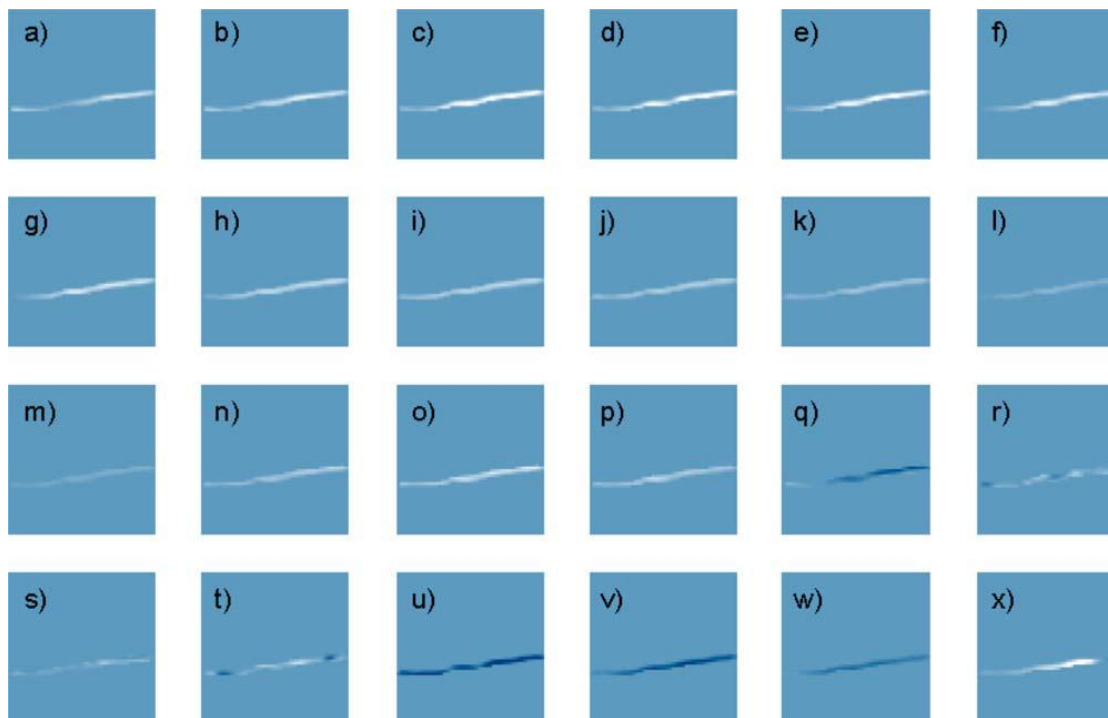 a) b) c) d) e) f)
g) h) i) j) k) l)
m) n) o) p) q) r)
s) t) u) v) w) x)